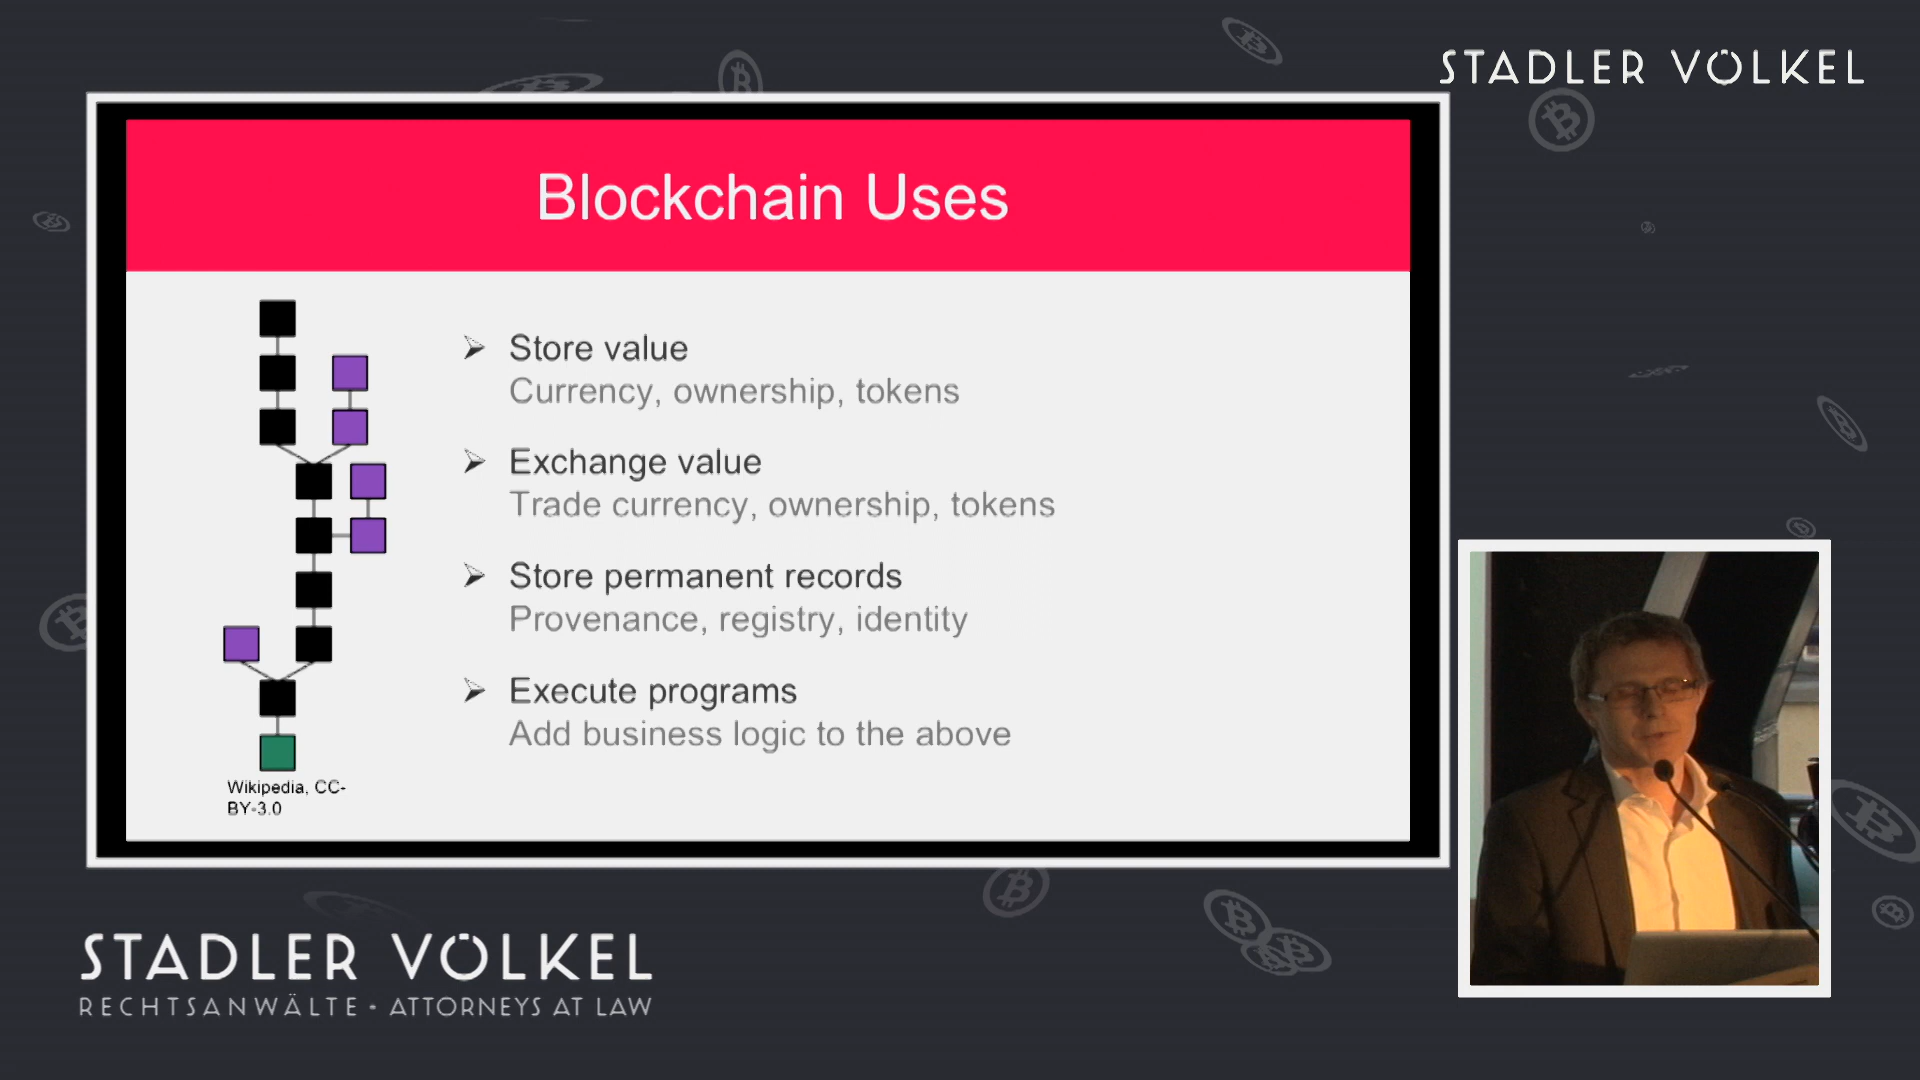 STADLER VÖLKEL
Blockchain Uses
Store value
Currency, ownership, tokens
Exchange value
Trade currency, ownership, tokens
Store permanent records
Provenance, registry, identity
Execute programs
Add business logic to the above
Wikipedia, CC-
BY-3.0
STADLER VÖLKEL
RECHTSANWÄLTE • ATTORNEYS AT LAW